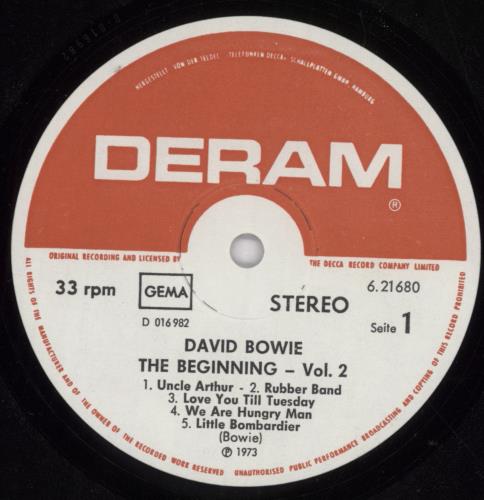 HERGESTELLT VON DER TELDEC »TELEFUNKEN-DECCA« SCHALLPLATTEN GMBH HAMBURG
DERAM
®
ORIGINAL RECORDING AND LICENSED BY THE DECCA RECORD COMPANY LIMITED
33 rpm
GEMA
STEREO
6.21680
D 016982
Seite 1
DAVID BOWIE
THE BEGINNING – Vol. 2
1. Uncle Arthur - 2. Rubber Band
3. Love You Till Tuesday
4. We Are Hungry Man
5. Little Bombardier
(Bowie)
℗ 1973
ALL RIGHTS OF THE MANUFACTURER AND OF THE OWNER OF THE RECORDED WORK RESERVED UNAUTHORISED PUBLIC PERFORMANCE BROADCASTING AND COPYING OF THIS RECORD PROHIBITED